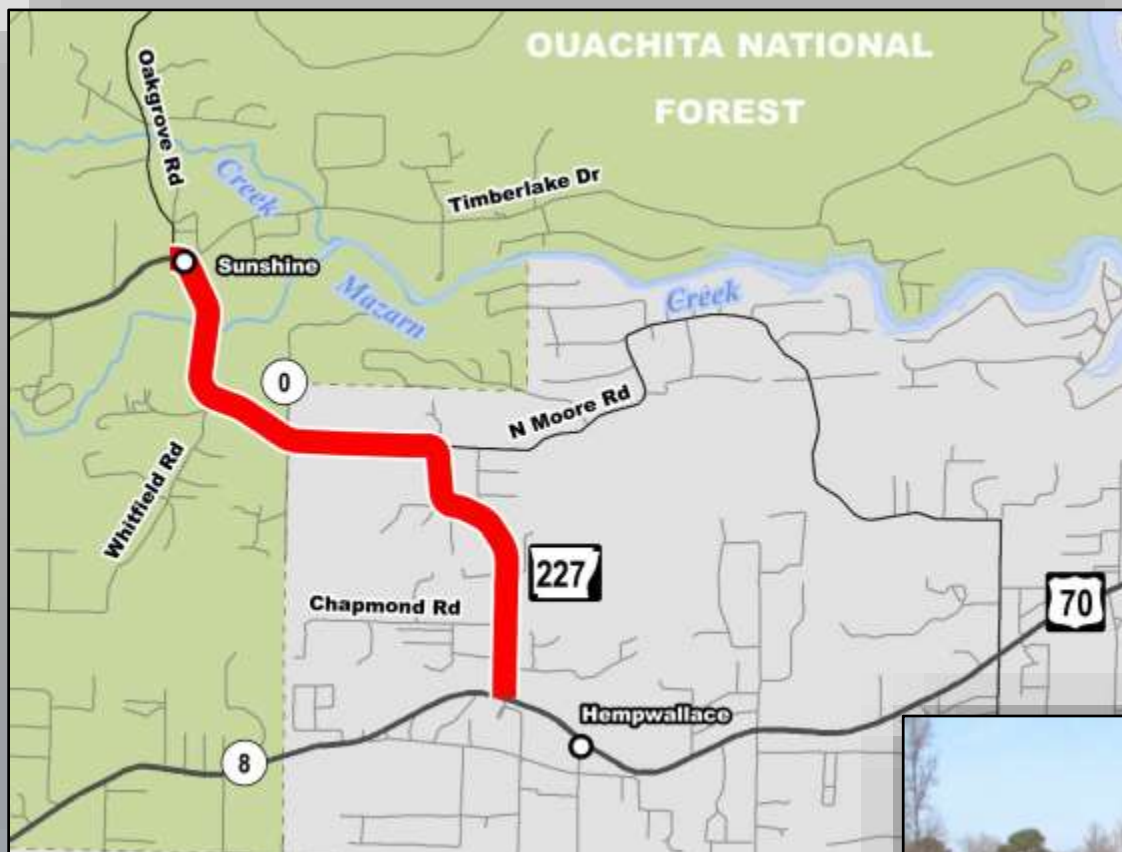 OUACHITA NATIONAL
FOREST
Oakgrove Rd
Creek
Timberlake Dr
Sunshine
Mazarn
Creek
0
N Moore Rd
Whitfield Rd
227
Chapmond Rd
70
Hempwallace
8